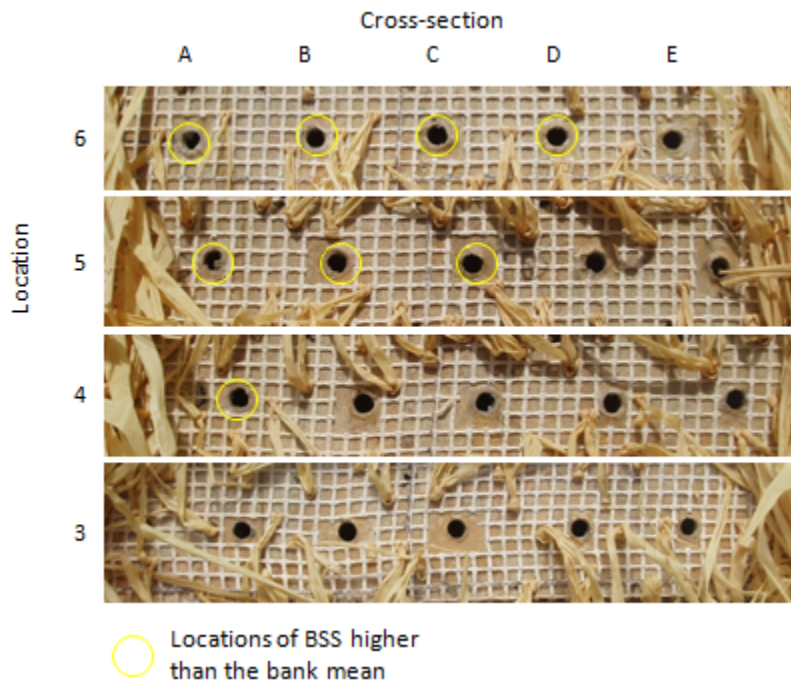 Cross-section
A B C D E
6
5
Location
4
3
Locations of BSS higher
than the bank mean